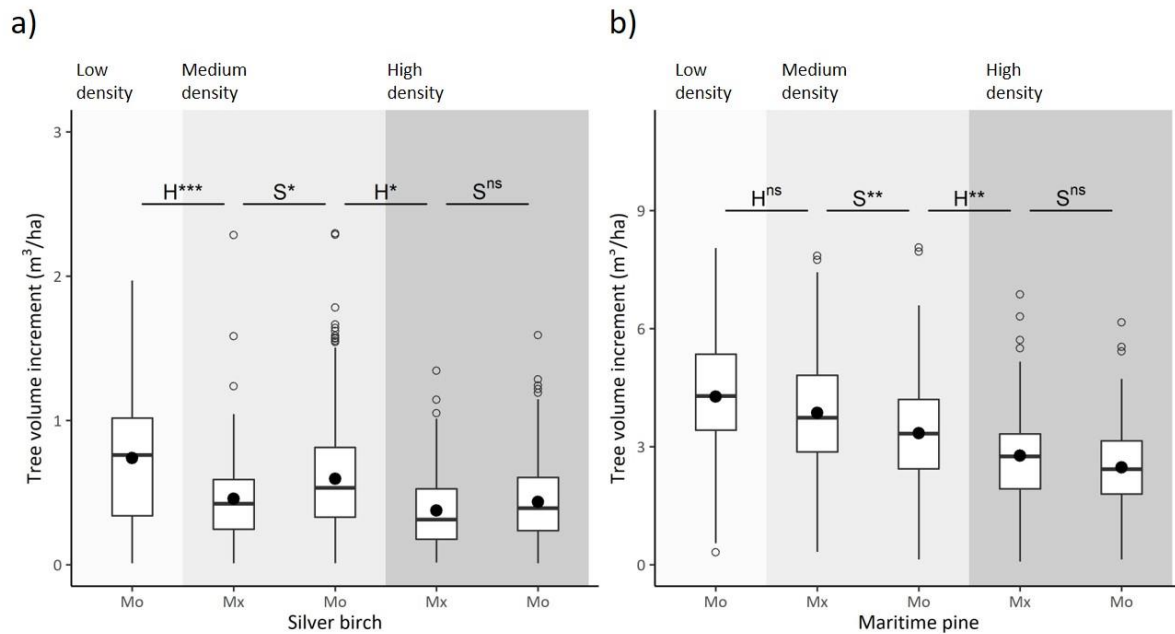 a)
Low density
Medium density
High density
Tree volume increment (m³/ha)
3
2
1
0
H***
S*
H*
Sⁿˢ
Mo
Mx
Mo
Mx
Mo
Silver birch
b)
Low density
Medium density
High density
Tree volume increment (m³/ha)
9
6
3
0
Hⁿˢ
S**
H**
Sⁿˢ
Mo
Mx
Mo
Mx
Mo
Maritime pine